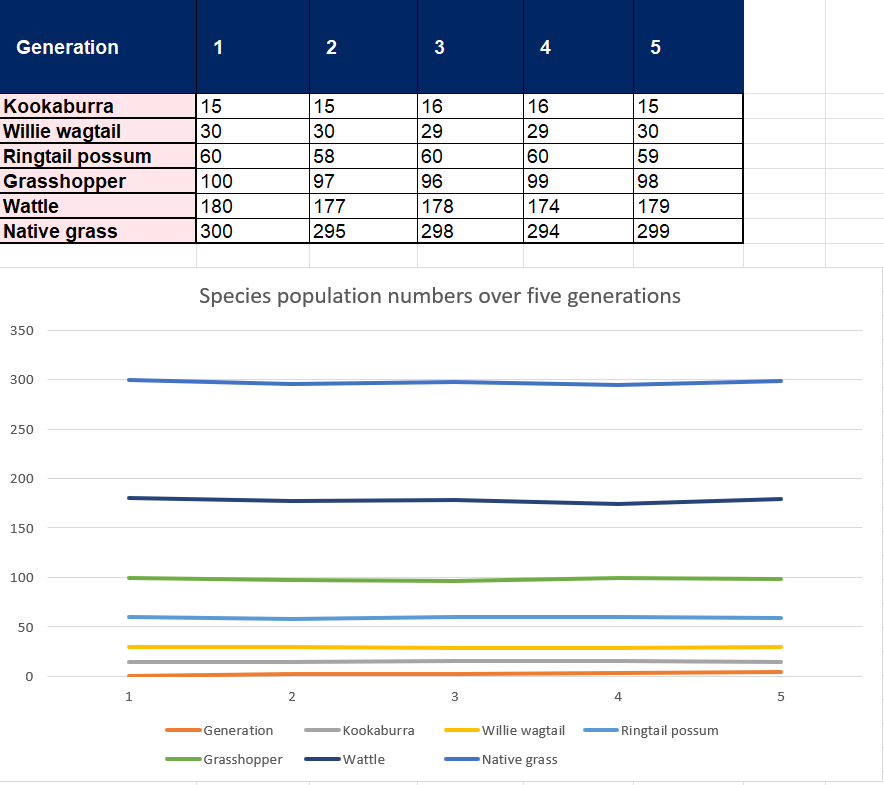 Generation 1 2 3 4 5
Kookaburra 15 15 16 16 15
Willie wagtail 30 30 29 29 30
Ringtail possum 60 58 60 60 59
Grasshopper 100 97 96 99 98
Wattle 180 177 178 174 179
Native grass 300 295 298 294 299
Species population numbers over five generations
350
300
250
200
150
100
50
0
1 2 3 4 5
Generation Kookaburra Willie wagtail Ringtail possum
Grasshopper Wattle Native grass